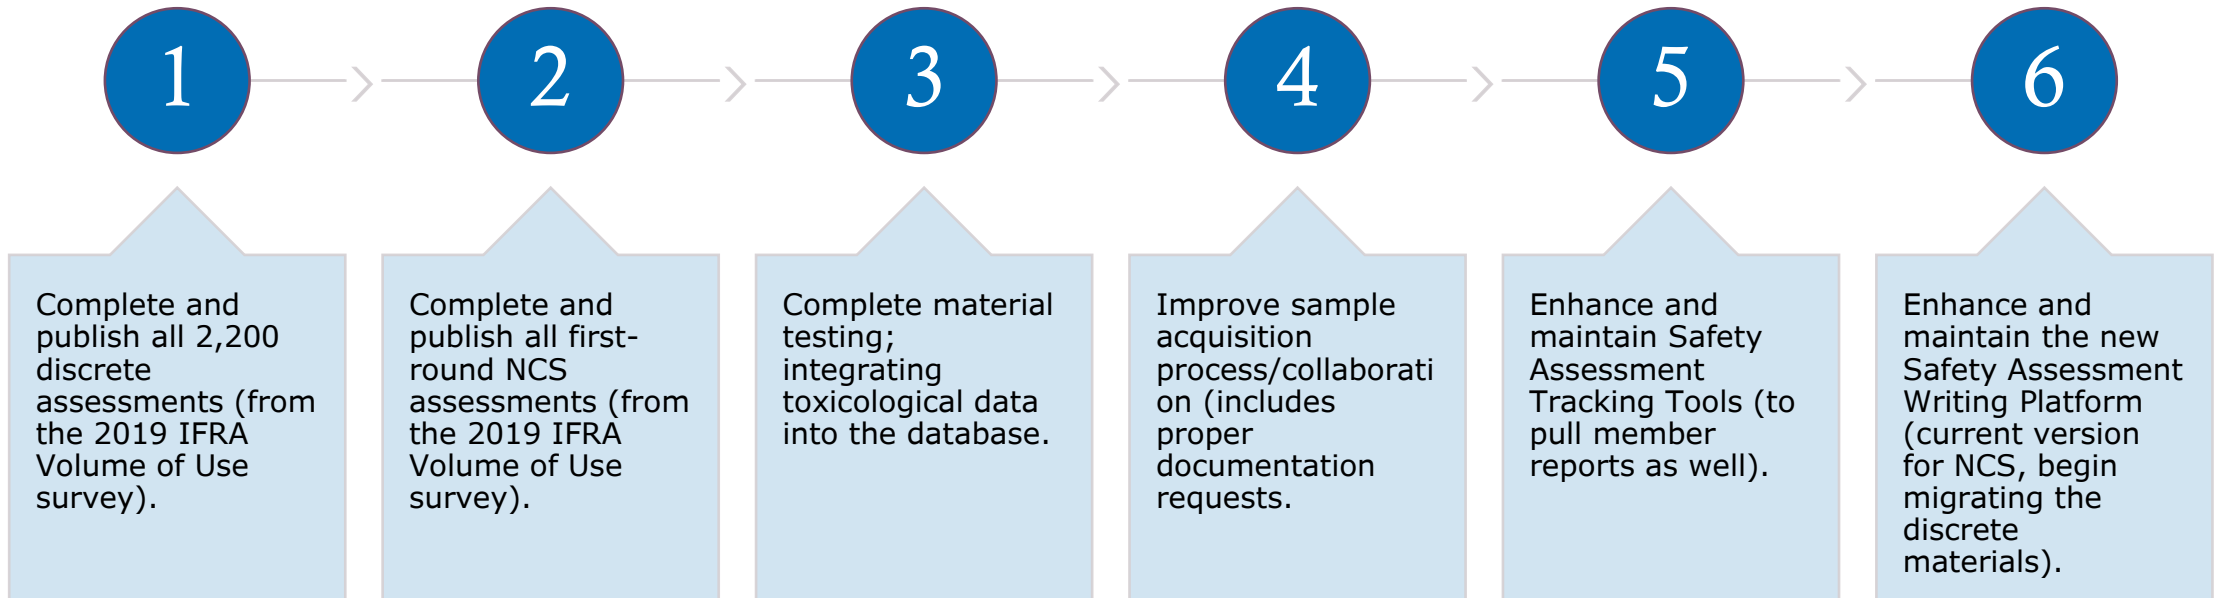 1
2
3
4
5
6
Complete and
publish all 2,200
discrete
assessments (from
the 2019 IFRA
Volume of Use
survey).
Complete and
publish all first-
round NCS
assessments (from
the 2019 IFRA
Volume of Use
survey).
Complete material
testing;
integrating
toxicological data
into the database.
Improve sample
acquisition
process/collaborati
on (includes
proper
documentation
requests.
Enhance and
maintain Safety
Assessment
Tracking Tools (to
pull member
reports as well).
Enhance and
maintain the new
Safety Assessment
Writing Platform
(current version
for NCS, begin
migrating the
discrete
materials).